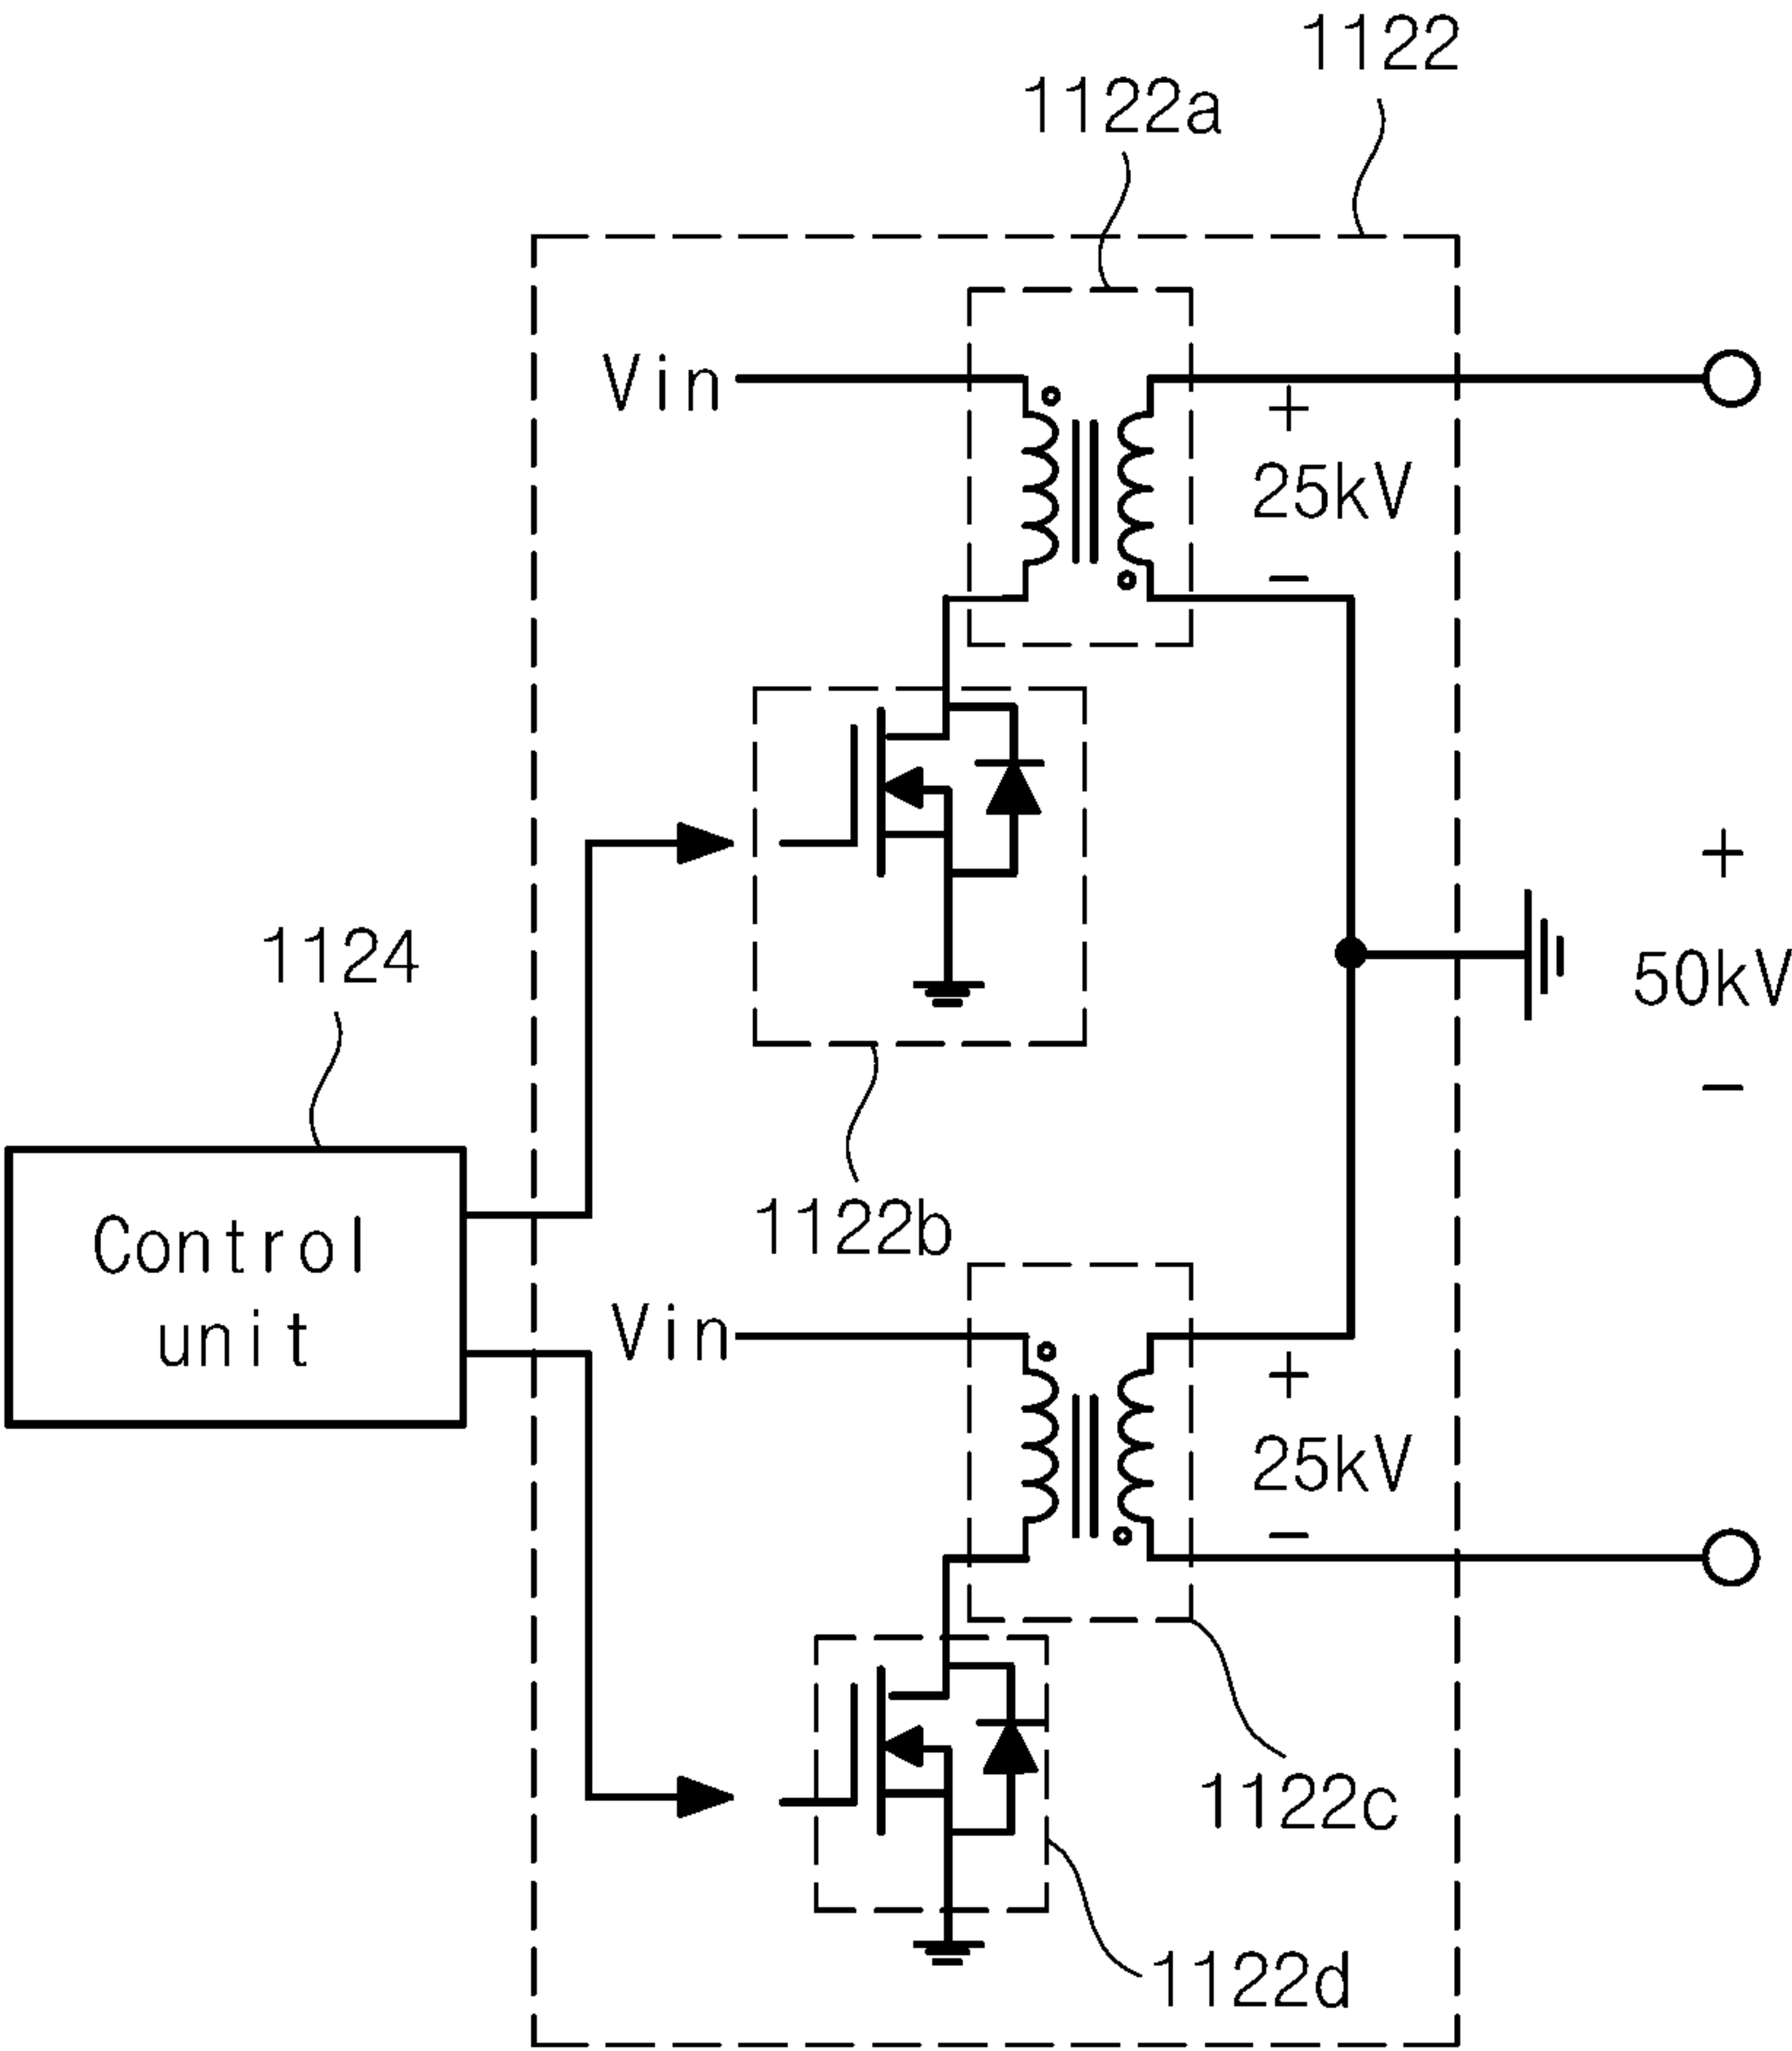 1122
1122a
Vin
+
25kV
−
+
1124
50kV
−
1122b
Control
unit
Vin
+
25kV
−
1122c
1122d